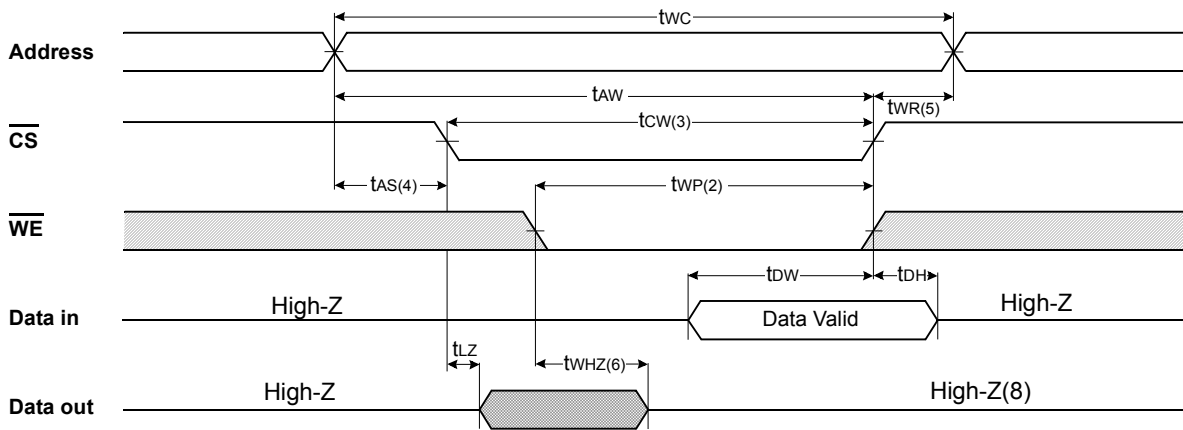 tWC
Address
tAW
tWR(5)
CS
tCW(3)
tAS(4)
tWP(2)
WE
tDW
tDH
Data in
High-Z
Data Valid
High-Z
tLZ
tWHZ(6)
Data out
High-Z
High-Z(8)